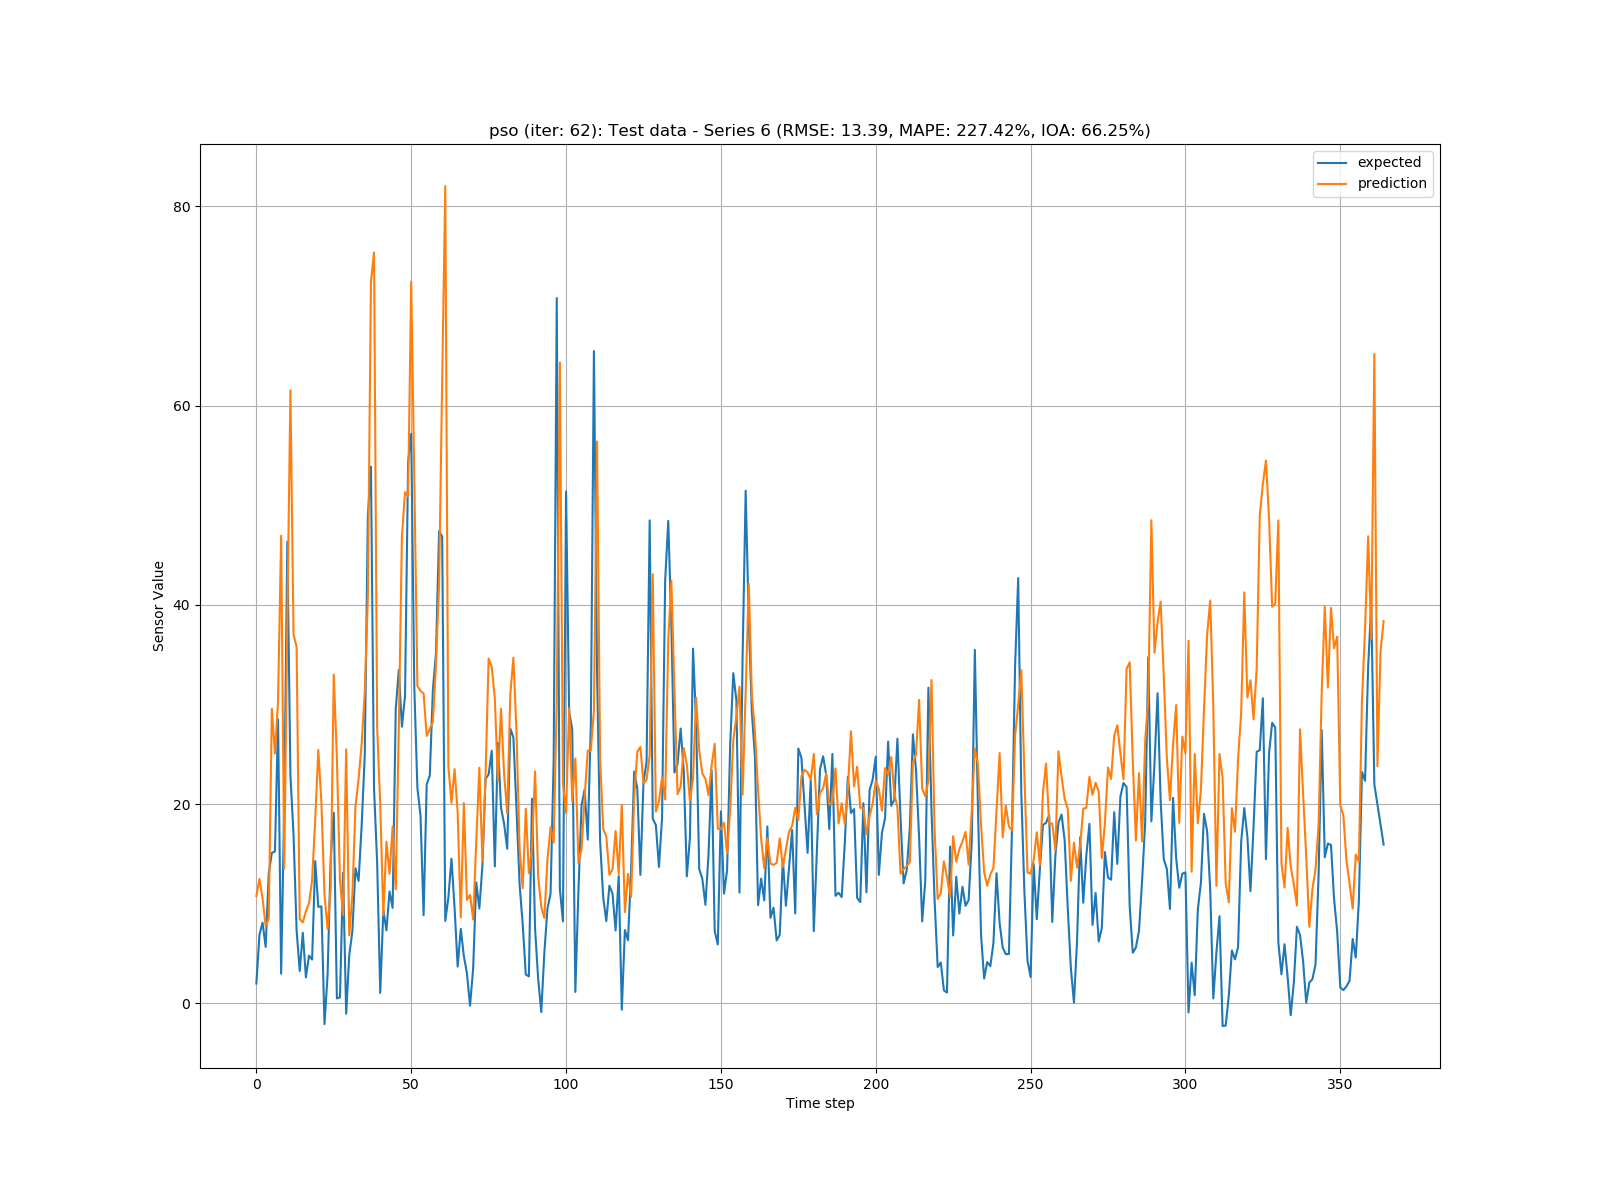 pso (iter: 62): Test data - Series 6 (RMSE: 13.39, MAPE: 227.42%, IOA: 66.25%)
expected
prediction
80
60
40
20
0
Sensor Value
0 50 100 150 200 250 300 350
Time step